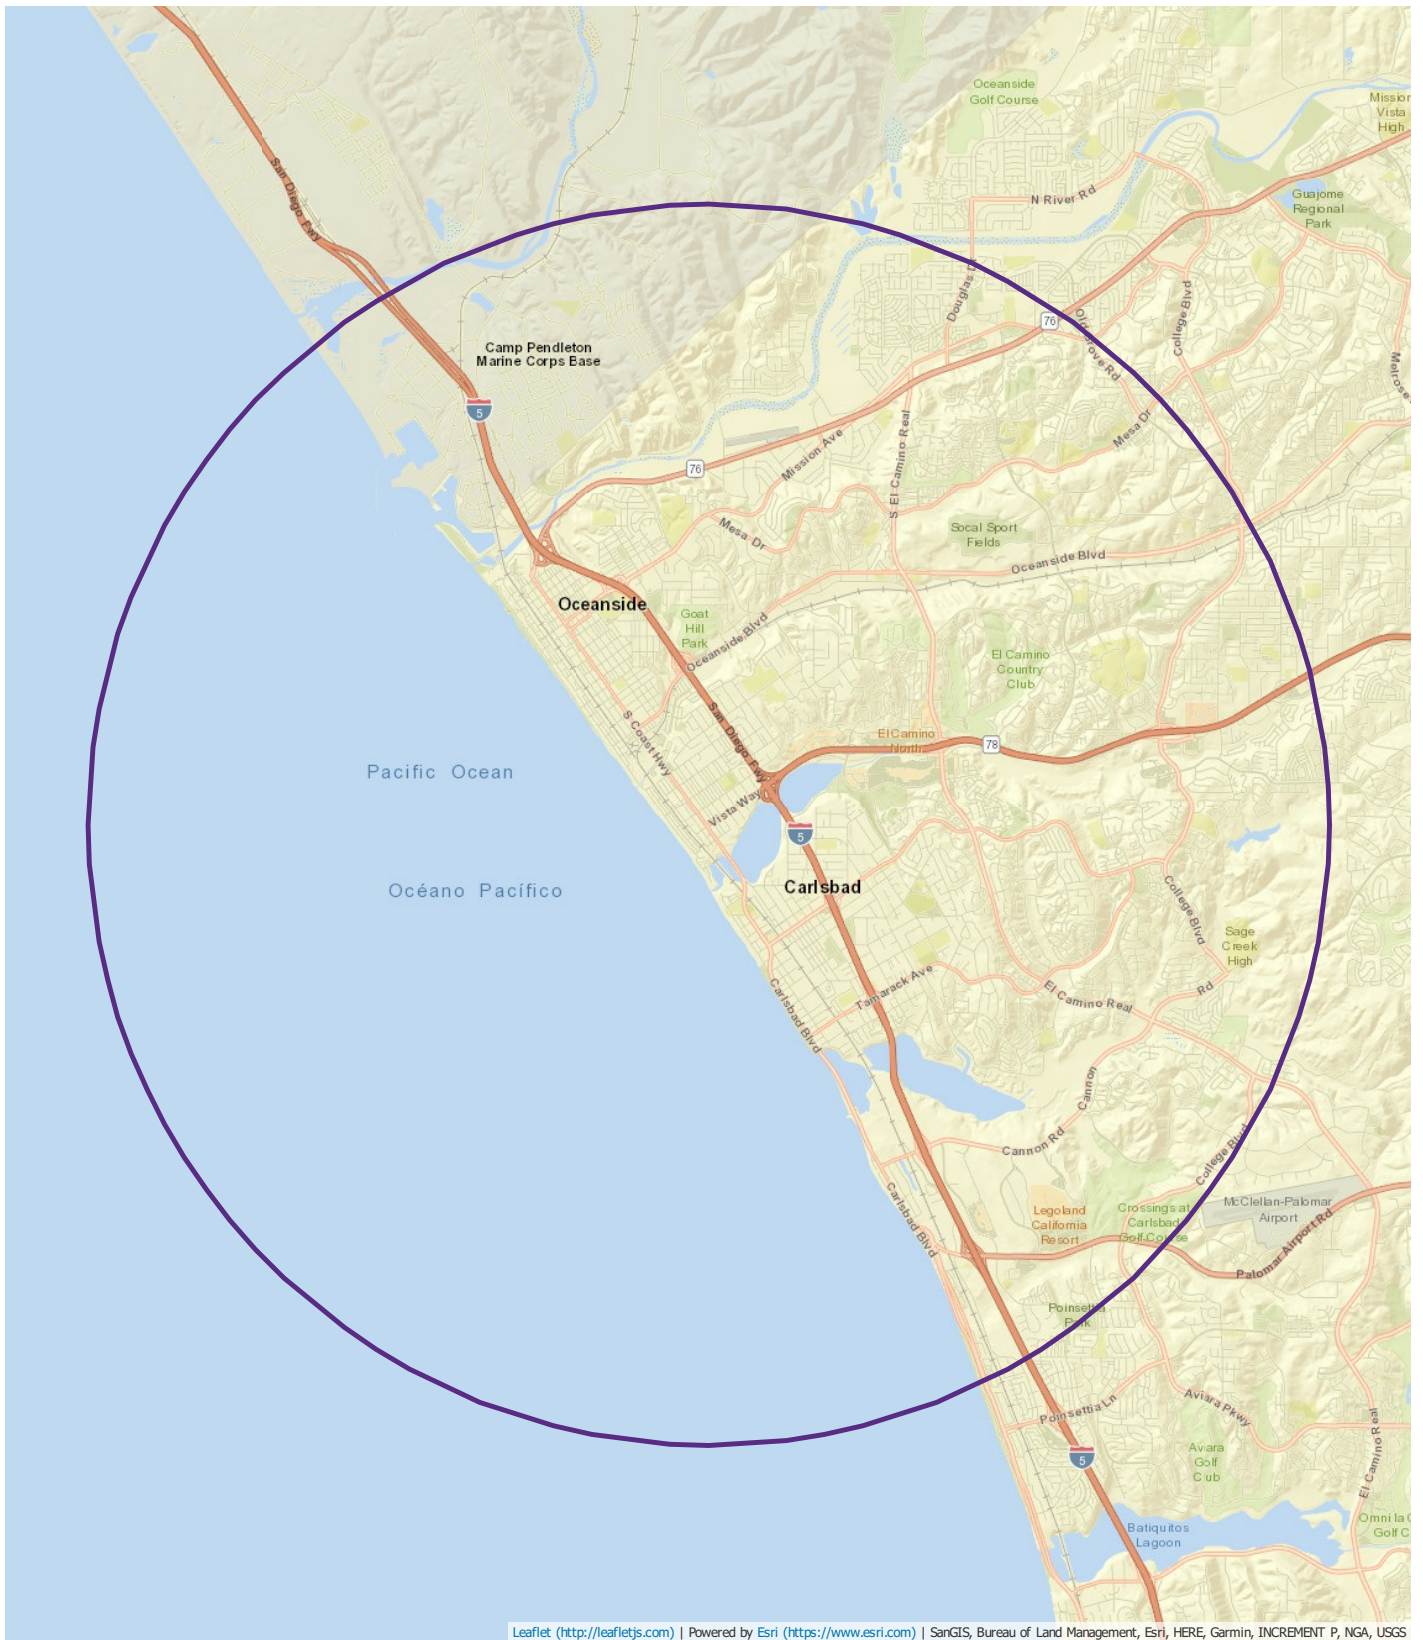 Oceanside
Golf Course
Mission
Vista
High
San Diego Fwy
N River Rd
Guajome
Regional
Park
Douglas Dr
College Blvd
76
Old Grove Rd
Camp Pendleton
Marine Corps Base
Melrose
5
S El Camino Real
Mesa Dr
Mission Ave
76
Mesa Dr
Socal Sport
Fields
Oceanside Blvd
Oceanside
Goat
Hill
Park
Oceanside Blvd
El Camino
Country
Club
S Coast Hwy
San Diego Fwy
El Camino
North
78
Pacific Ocean
Vista Way
5
Océano Pacífico
Carlsbad
College Blvd
Sage
Creek
High
Tamarack Ave
Carlsbad Blvd
El Camino Real
Rd
Cannon
Cannon Rd
College Blvd
Carlsbad Blvd
Legoland
California
Resort
Crossings at
Carlsbad
Golf Course
McClellan-Palomar
Airport
Palomar Airport Rd
Poinsettia
Park
Poinsettia Ln
Aviara Pkwy
El Camino Real
Aviara
Golf
Club
5
Batiquitos
Lagoon
Omni la C
Golf C
Leaflet (http://leafletjs.com) | Powered by Esri (https://www.esri.com) | SanGIS, Bureau of Land Management, Esri, HERE, Garmin, INCREMENT P, NGA, USGS